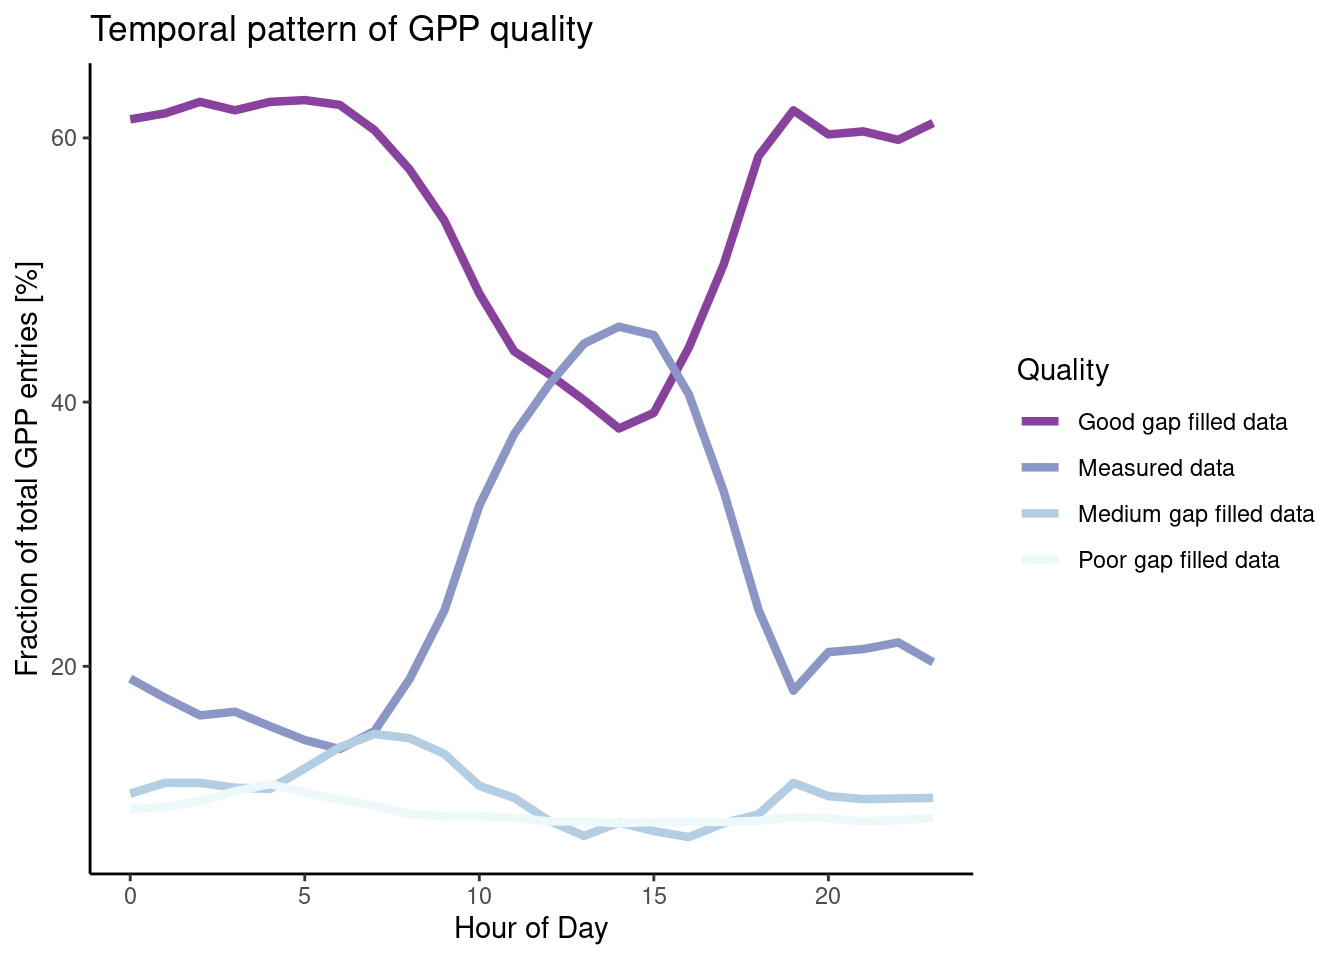 Temporal pattern of GPP quality
Fraction of total GPP entries [%]
60
40
20
0
5
10
15
20
Hour of Day
Quality
Good gap filled data
Measured data
Medium gap filled data
Poor gap filled data